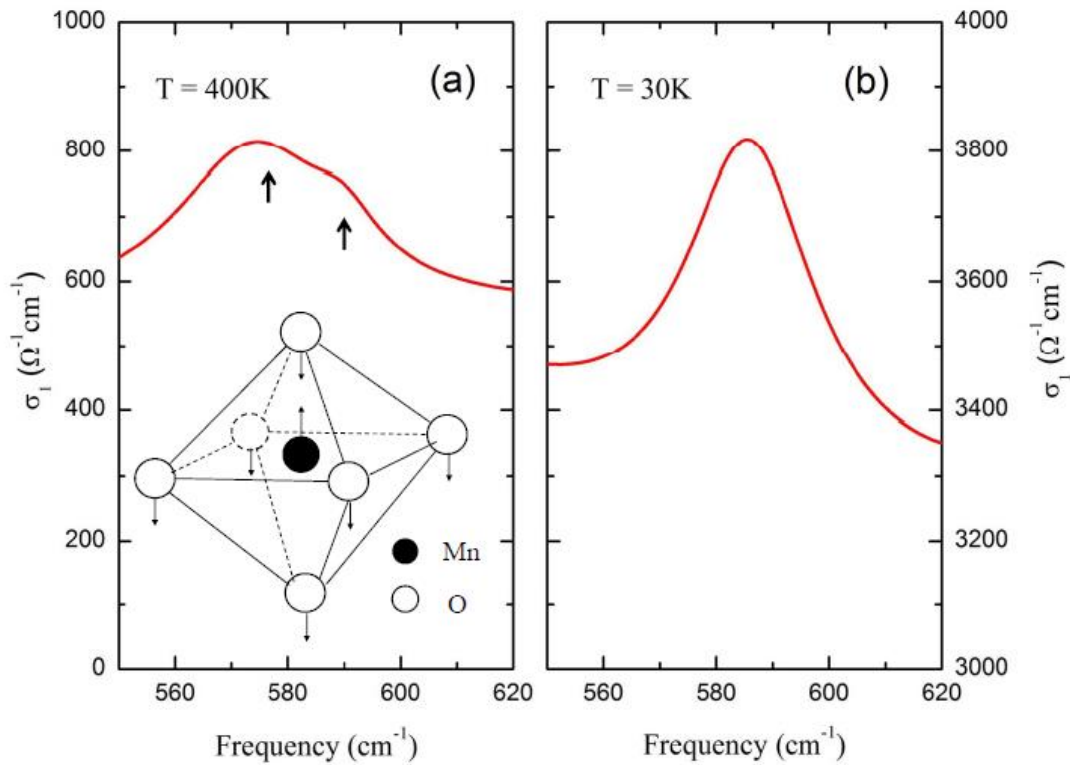 1000
800
600
400
200
0
σ₁ (Ω⁻¹cm⁻¹)
T = 400K
(a)
Mn
O
560 580 600 620
Frequency (cm⁻¹)
T = 30K
(b)
4000
3800
3600
3400
3200
3000
σ₁ (Ω⁻¹cm⁻¹)
560 580 600 620
Frequency (cm⁻¹)